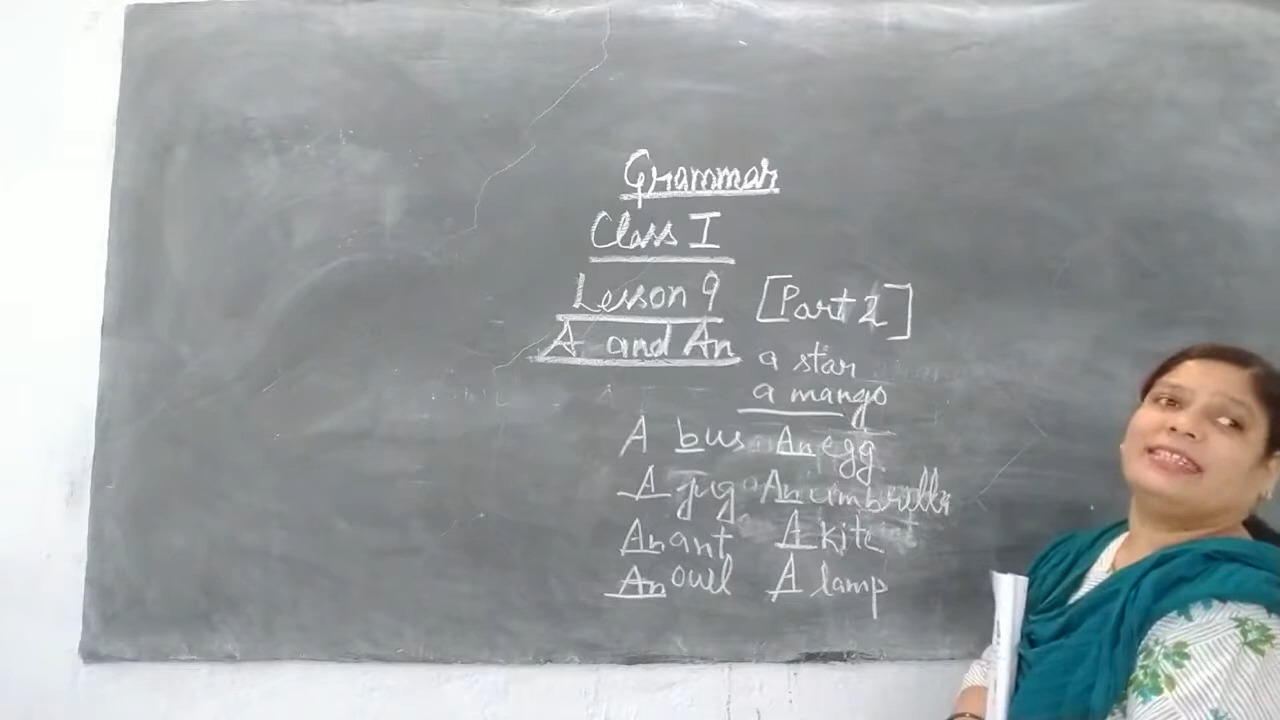 Grammar
Class I
Lesson 9 [Part 2]
A and An
a star
a mango
A bus An egg
A jug An umbrella
An ant A kite
An owl A lamp